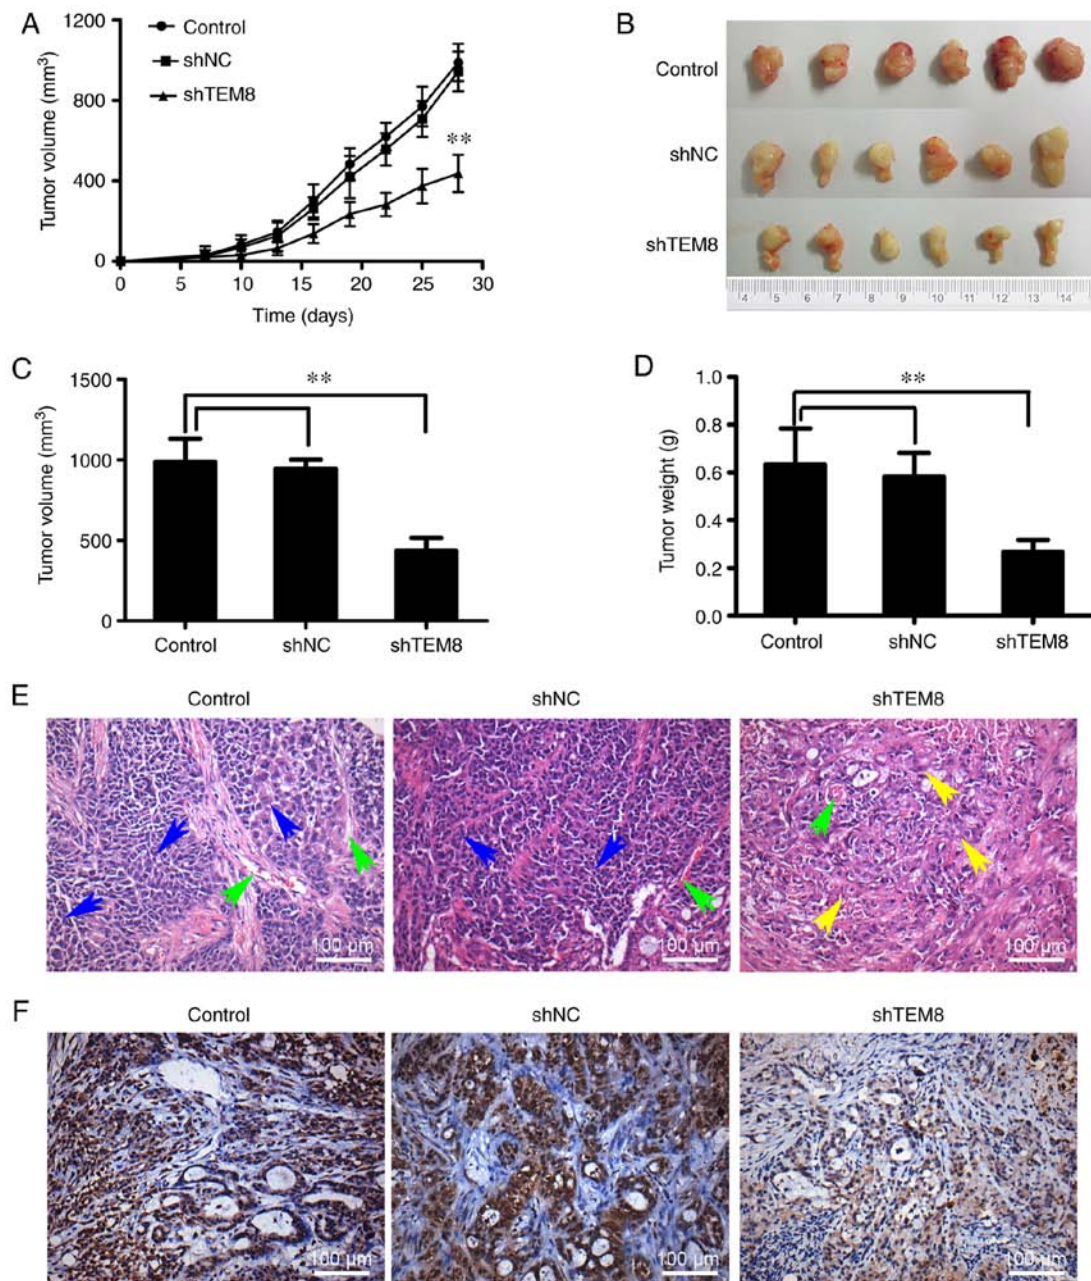 A
Tumor volume (mm³)
1200
800
400
0
0 5 10 15 20 25 30
Time (days)
Control
shNC
shTEM8
**
B
Control
shNC
shTEM8
4 5 6 7 8 9 10 11 12 13 14
C
Tumor volume (mm³)
1500
1000
500
0
**
Control shNC shTEM8
D
Tumor weight (g)
1.0
0.8
0.6
0.4
0.2
0.0
**
Control shNC shTEM8
E
Control shNC shTEM8
100 µm 100 µm 100 µm
F
Control shNC shTEM8
100 µm 100 µm 100 µm